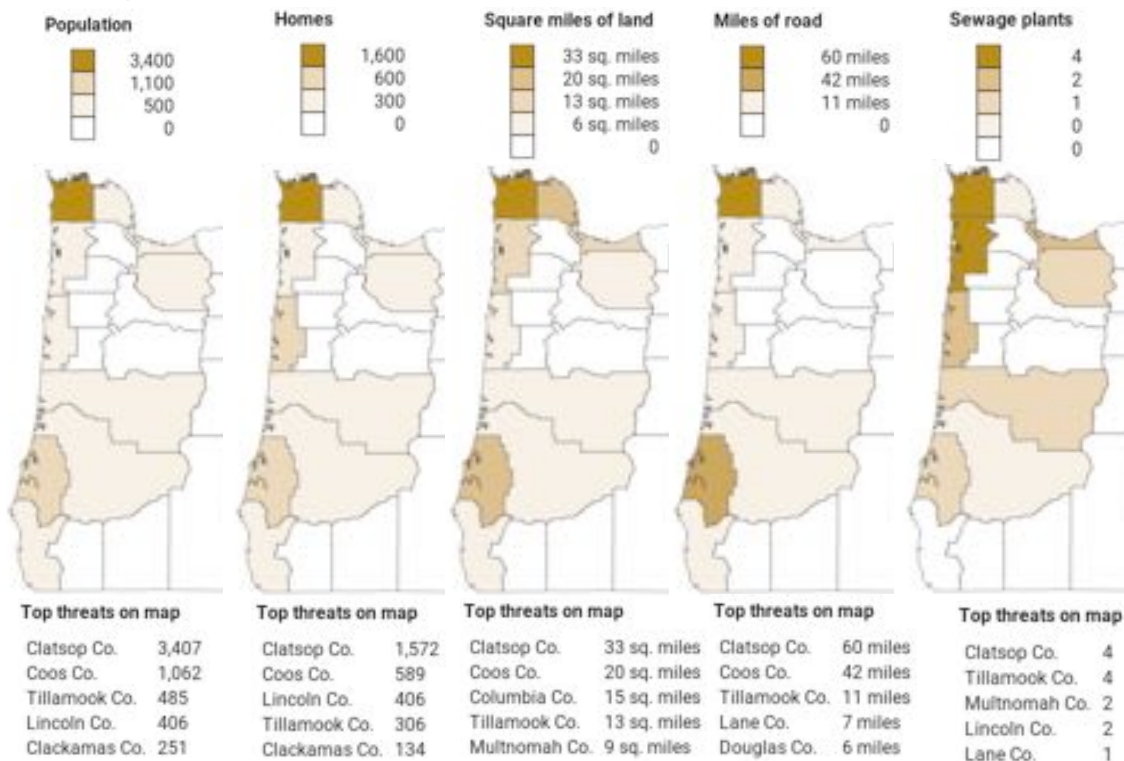 Population
3,400
1,100
500
0
Homes
1,600
600
300
0
Square miles of land
33 sq. miles
20 sq. miles
13 sq. miles
6 sq. miles
0
Miles of road
60 miles
42 miles
11 miles
0
Sewage plants
4
2
1
0
0
Top threats on map
Clatsop Co. 3,407
Coos Co. 1,062
Tillamook Co. 485
Lincoln Co. 406
Clackamas Co. 251
Top threats on map
Clatsop Co. 1,572
Coos Co. 589
Lincoln Co. 406
Tillamook Co. 306
Clackamas Co. 134
Top threats on map
Clatsop Co. 33 sq. miles
Coos Co. 20 sq. miles
Columbia Co. 15 sq. miles
Tillamook Co. 13 sq. miles
Multnomah Co. 9 sq. miles
Top threats on map
Clatsop Co. 60 miles
Coos Co. 42 miles
Tillamook Co. 11 miles
Lane Co. 7 miles
Douglas Co. 6 miles
Top threats on map
Clatsop Co. 4
Tillamook Co. 4
Multnomah Co. 2
Lincoln Co. 2
Lane Co. 1